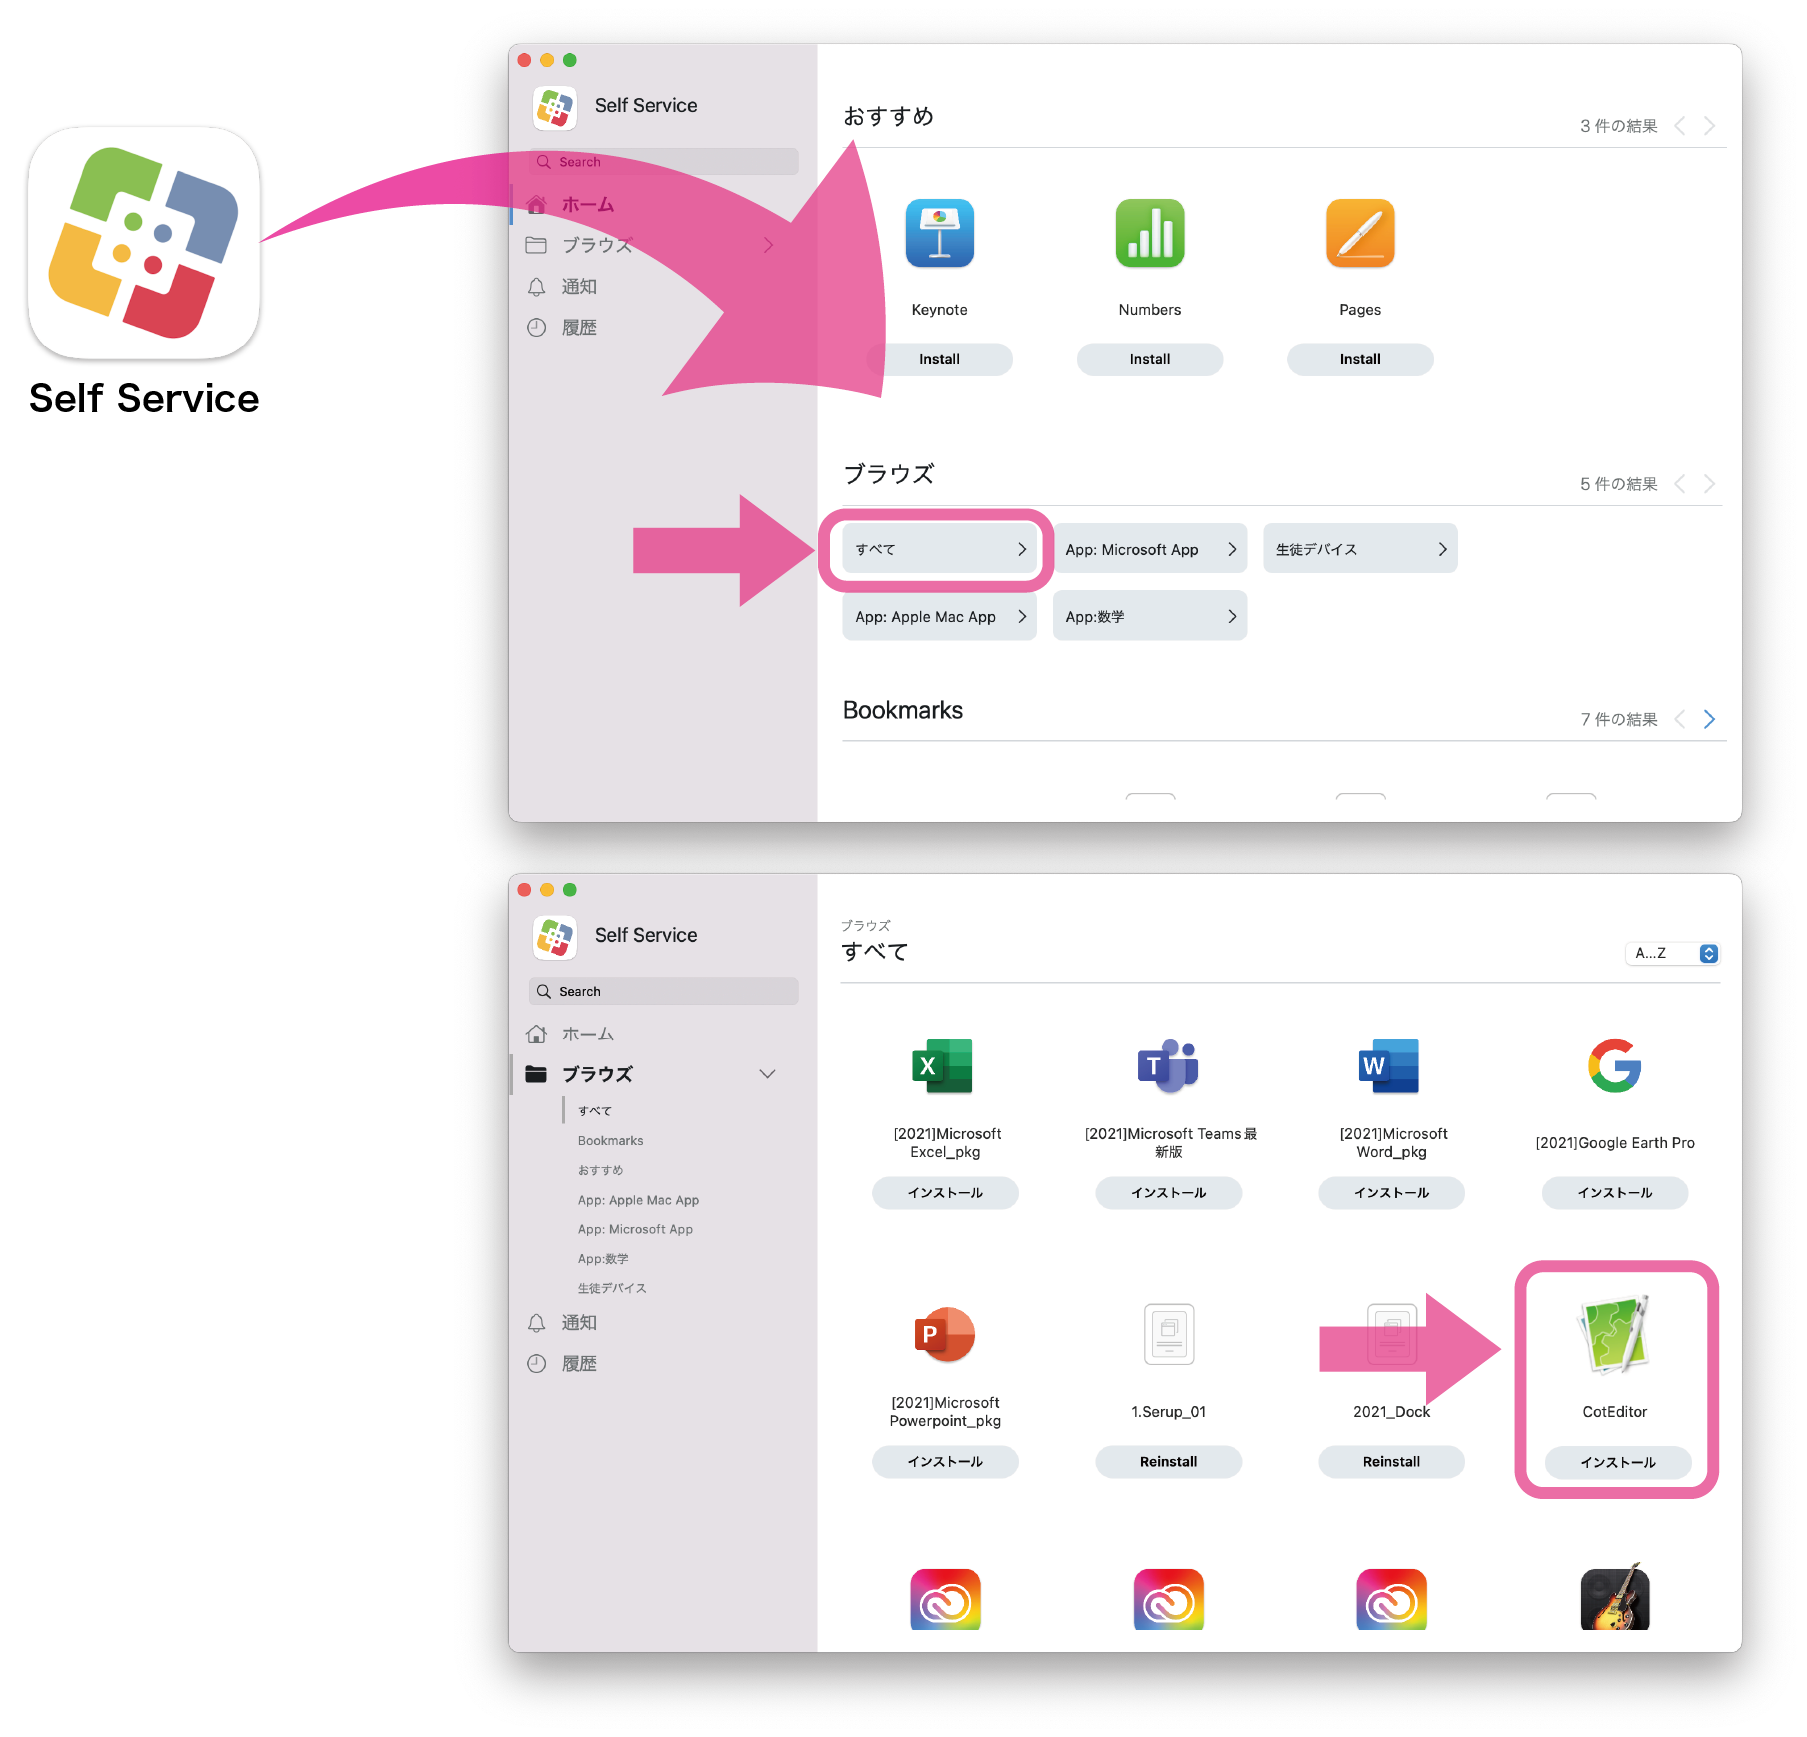 Self Service
Self Service
Search
ホーム
ブラウズ
通知
履歴
おすすめ
3 件の結果
Keynote
Numbers
Pages
Install
Install
Install
ブラウズ
5 件の結果
すべて
App: Microsoft App
生徒デバイス
App: Apple Mac App
App:数学
Bookmarks
7 件の結果
Self Service
Search
ホーム
ブラウズ
すべて
Bookmarks
おすすめ
App: Apple Mac App
App: Microsoft App
App:数学
生徒デバイス
通知
履歴
ブラウズ
すべて
A...Z
X
T
W
[2021]Microsoft
Excel_pkg
[2021]Microsoft Teams最
新版
[2021]Microsoft
Word_pkg
[2021]Google Earth Pro
インストール
インストール
インストール
インストール
P
[2021]Microsoft
Powerpoint_pkg
1.Serup_01
2021_Dock
CotEditor
インストール
Reinstall
Reinstall
インストール